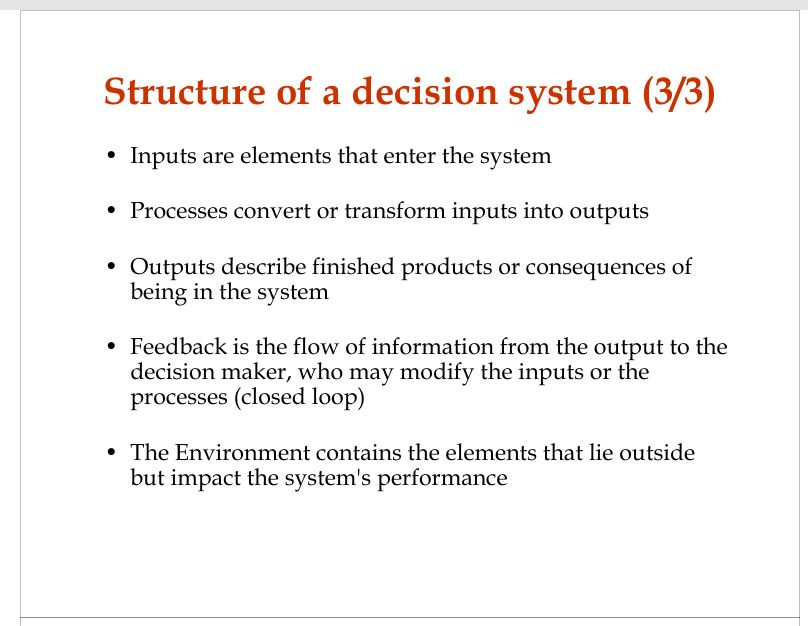 Structure of a decision system (3/3)
• Inputs are elements that enter the system
• Processes convert or transform inputs into outputs
• Outputs describe finished products or consequences of
being in the system
• Feedback is the flow of information from the output to the
decision maker, who may modify the inputs or the
processes (closed loop)
• The Environment contains the elements that lie outside
but impact the system's performance